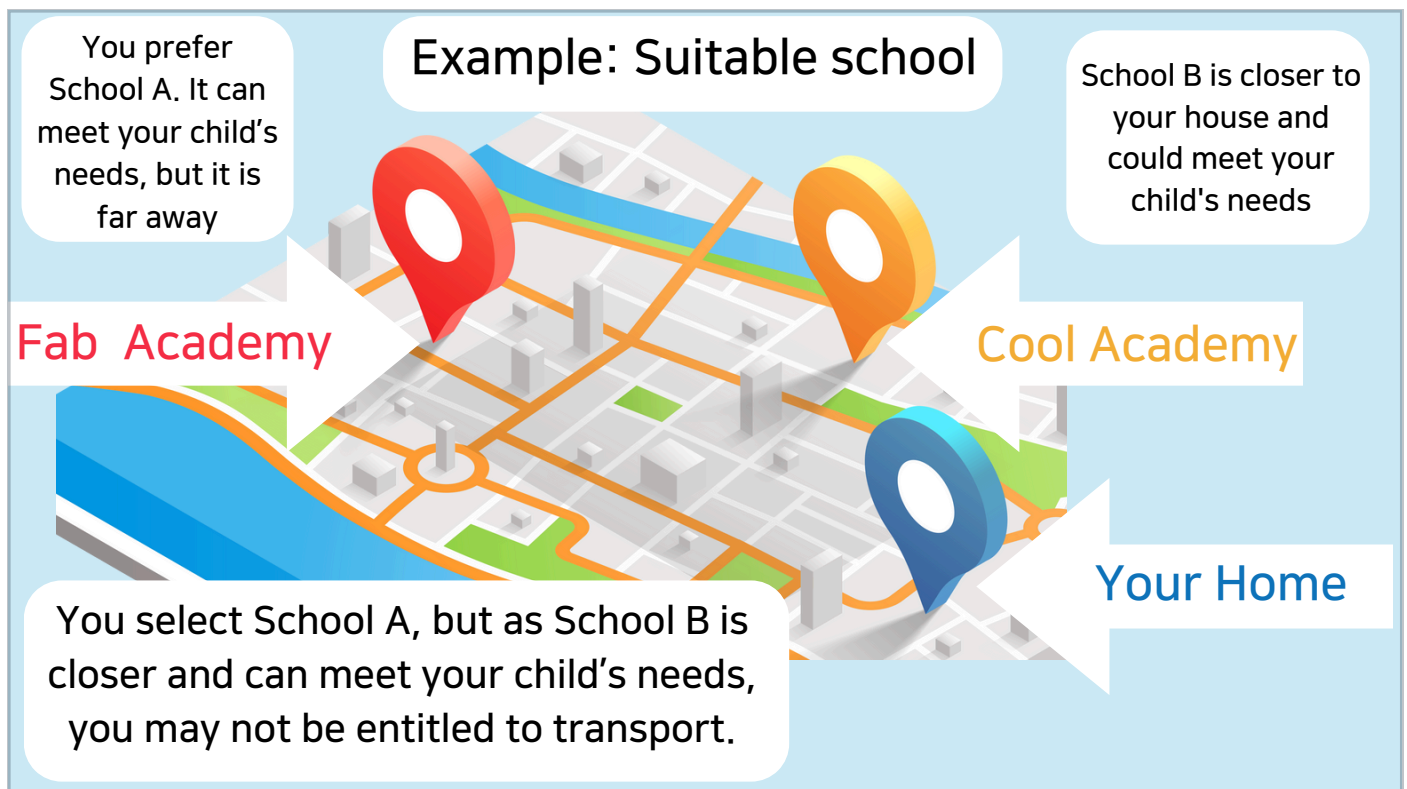 Example: Suitable school
You prefer
School A. It can
meet your child’s
needs, but it is
far away
School B is closer to
your house and
could meet your
child's needs
Fab Academy
Cool Academy
Your Home
You select School A, but as School B is
closer and can meet your child’s needs,
you may not be entitled to transport.